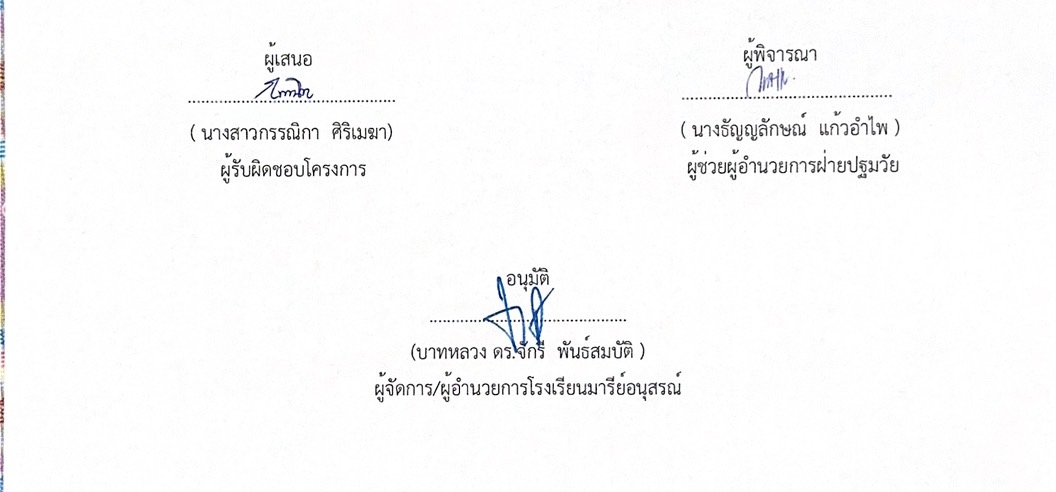 ผู้เสนอ
( นางสาวกรรณิกา ศิริเมฆา)
ผู้รับผิดชอบโครงการ
ผู้พิจารณา
( นางธัญญลักษณ์ แก้วอำไพ )
ผู้ช่วยผู้อำนวยการฝ่ายปฐมวัย
อนุมัติ
(บาทหลวง ดร.จักรี พันธ์สมบัติ )
ผู้จัดการ/ผู้อำนวยการโรงเรียนมารีย์อนุสรณ์